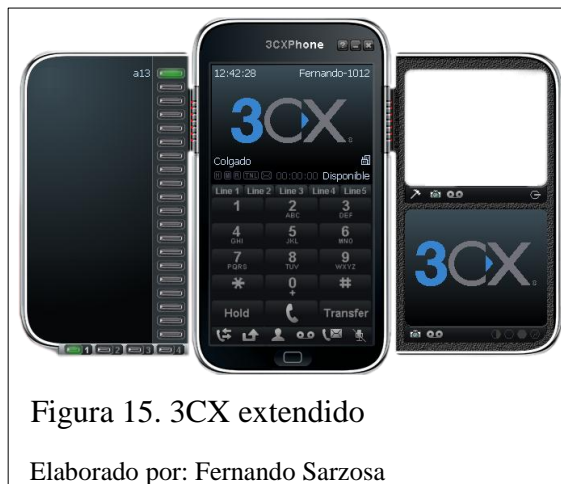 3CXPhone
a13
12:42:28 Fernando-1012
3CX
Colgado
00:00:00 Disponible
Line 1 Line 2 Line 3 Line 4 Line 5
1 2 3
ABC DEF
4 5 6
GHI JKL MNO
7 8 9
PQRS TUV WXYZ
* 0 #
+
Hold Transfer
1 2 3 4
3CX
Figura 15. 3CX extendido
Elaborado por: Fernando Sarzosa